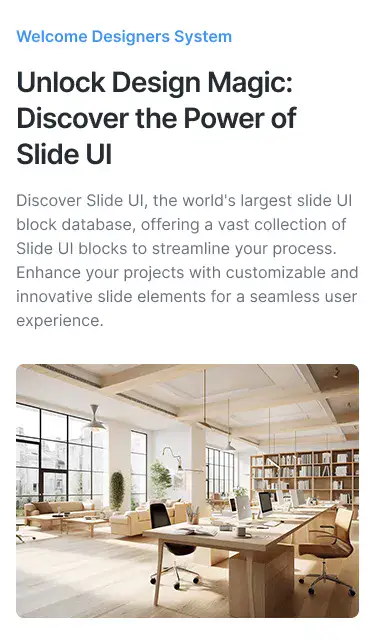 Welcome Designers System
Unlock Design Magic:
Discover the Power of
Slide UI
Discover Slide UI, the world's largest slide UI
block database, offering a vast collection of
Slide UI blocks to streamline your process.
Enhance your projects with customizable and
innovative slide elements for a seamless user
experience.